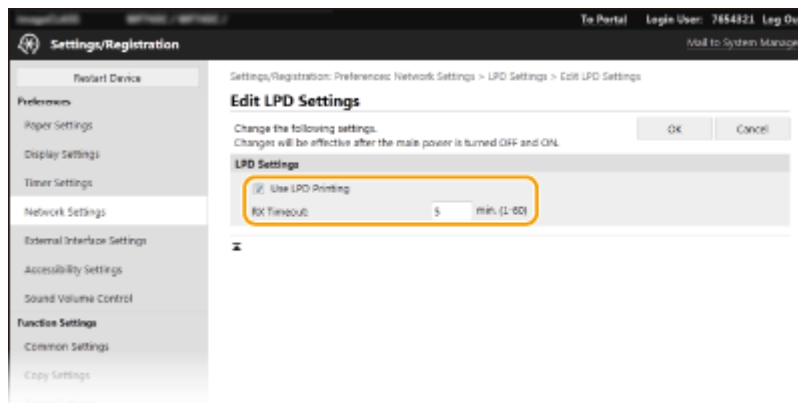 To Portal Login User: 7654321 Log Ou
Settings/Registration
Mail to System Manage
Restart Device
Preferences
Paper Settings
Display Settings
Timer Settings
Network Settings
External Interface Settings
Accessibility Settings
Sound Volume Control
Function Settings
Common Settings
Copy Settings
Settings/Registration: Preferences: Network Settings > LPD Settings > Edit LPD Settings
Edit LPD Settings
Change the following settings.
Changes will be effective after the main power is turned OFF and ON.
OK Cancel
LPD Settings
Use LPD Printing
RX Timeout: 5 min. (1-60)